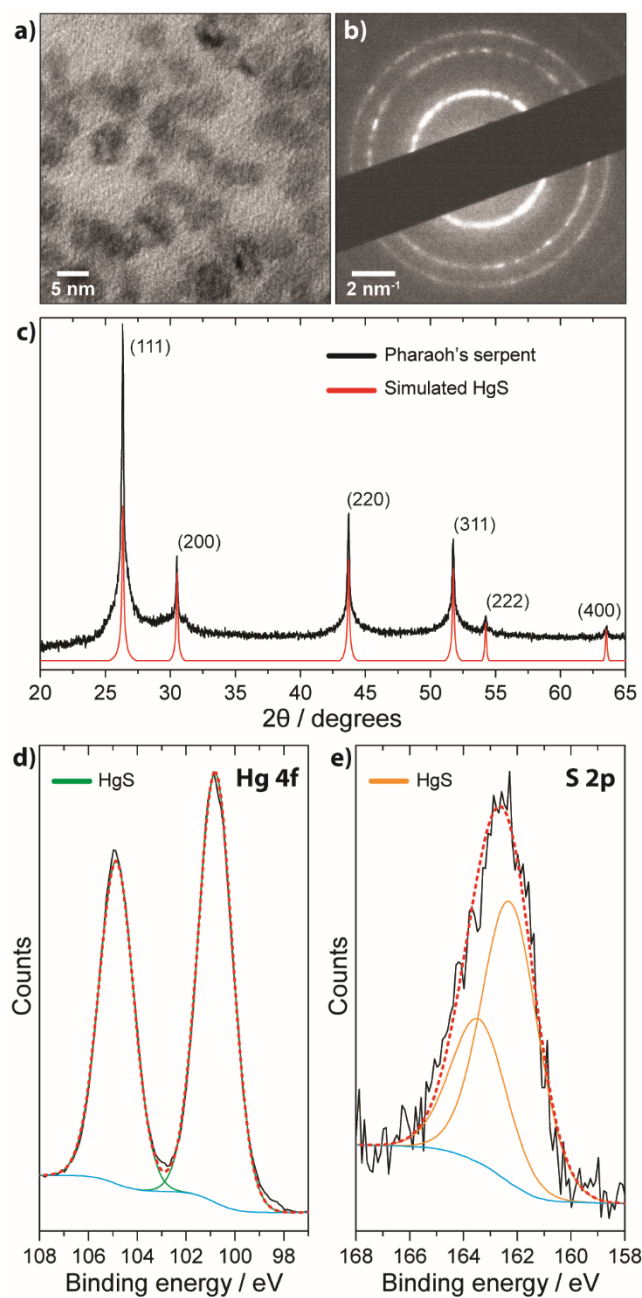 a)
5 nm
b)
2 nm⁻¹
c)
(111)
(200)
(220)
(311)
(222)
(400)
Pharaoh's serpent
Simulated HgS
20 25 30 35 40 45 50 55 60 65
2θ / degrees
d)
HgS
Hg 4f
Counts
108 106 104 102 100 98
Binding energy / eV
e)
HgS
S 2p
Counts
168 166 164 162 160 158
Binding energy / eV